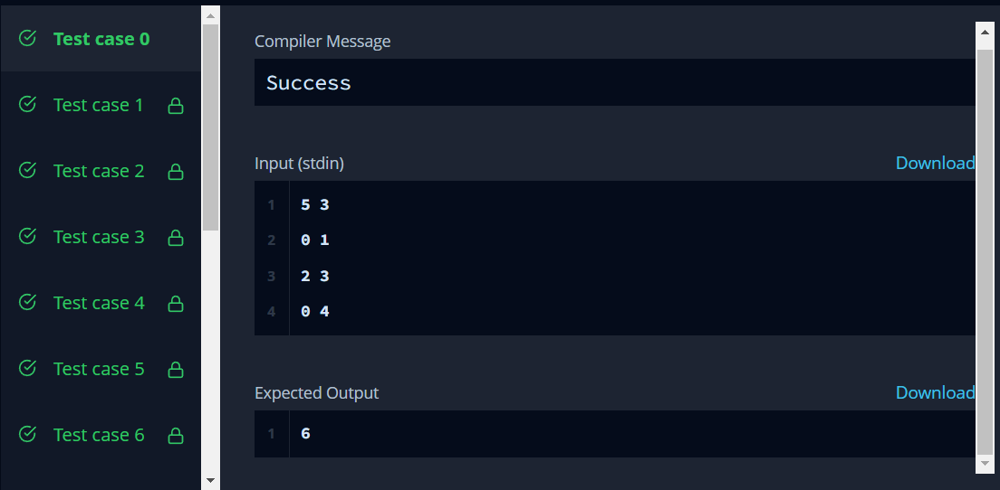 Test case 0
Test case 1
Test case 2
Test case 3
Test case 4
Test case 5
Test case 6
Compiler Message
Success
Input (stdin)
Download
1 5 3
2 0 1
3 2 3
4 0 4
Expected Output
Download
1 6